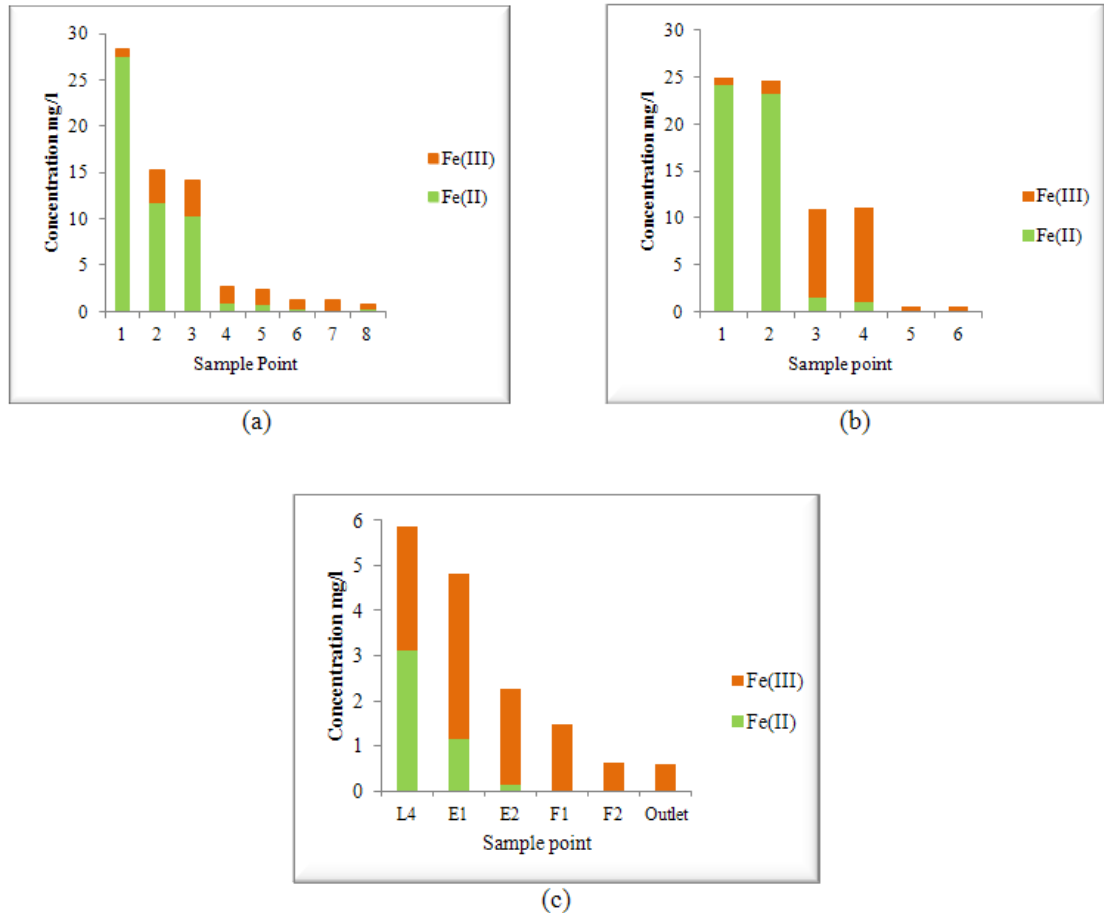 Concentration mg/l
30
25
20
15
10
5
0
1 2 3 4 5 6 7 8
Sample Point
Fe(III)
Fe(II)
(a)
Concentration mg/l
30
25
20
15
10
5
0
1 2 3 4 5 6
Sample point
Fe(III)
Fe(II)
(b)
Concentration mg/l
6
5
4
3
2
1
0
L4 E1 E2 F1 F2 Outlet
Sample point
Fe(III)
Fe(II)
(c)